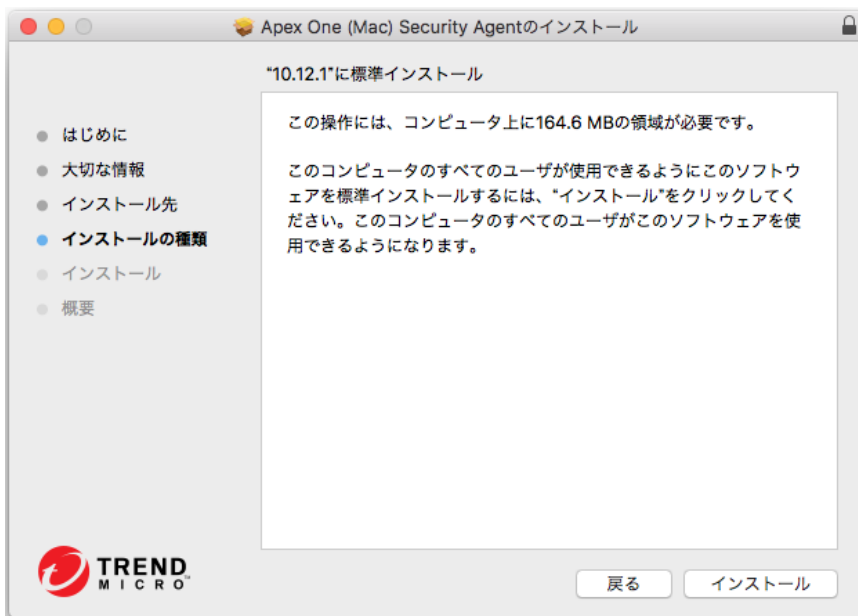 Apex One (Mac) Security Agentのインストール
“10.12.1”に標準インストール
はじめに
大切な情報
インストール先
インストールの種類
インストール
概要
この操作には、コンピュータ上に164.6 MBの領域が必要です。
このコンピュータのすべてのユーザが使用できるようにこのソフトウ
ェアを標準インストールするには、“インストール”をクリックしてく
ださい。このコンピュータのすべてのユーザがこのソフトウェアを使
用できるようになります。
TREND
MICRO™
戻る
インストール